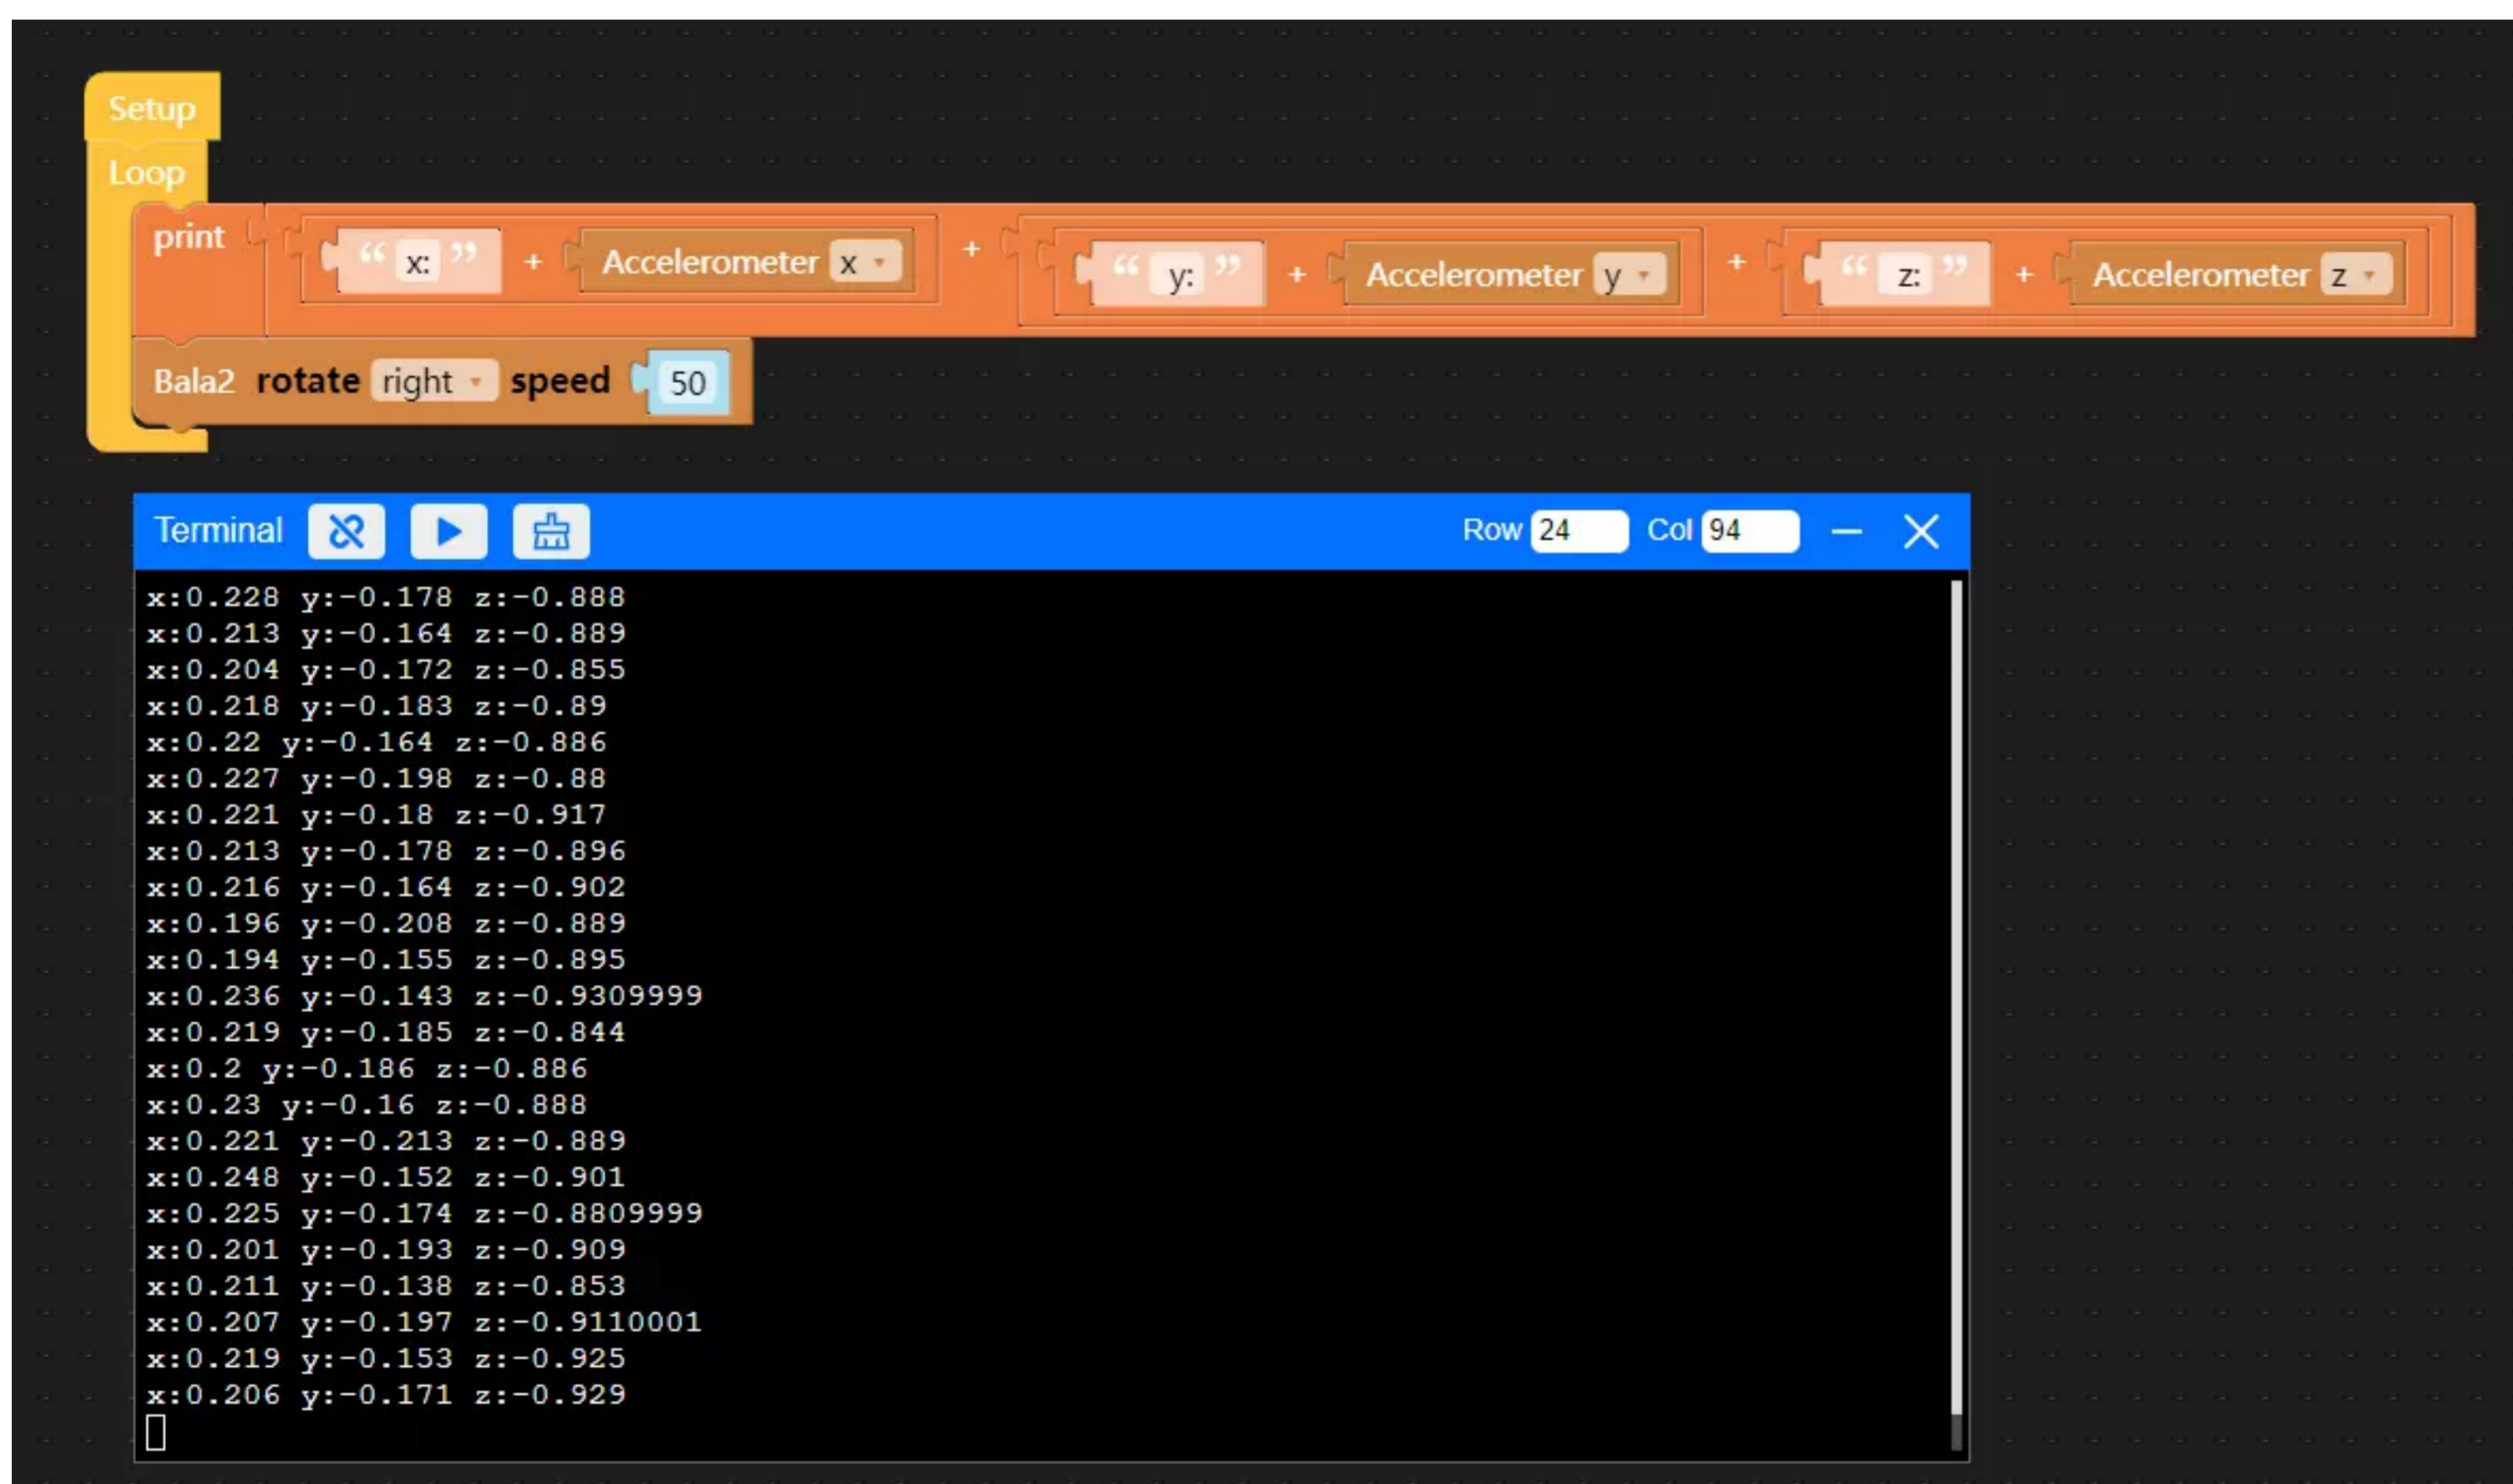 Setup
Loop
print “ x: ” + Accelerometer x + “ y: ” + Accelerometer y + “ z: ” + Accelerometer z
Bala2 rotate right speed 50
Terminal Row 24 Col 94
x:0.228 y:-0.178 z:-0.888
x:0.213 y:-0.164 z:-0.889
x:0.204 y:-0.172 z:-0.855
x:0.218 y:-0.183 z:-0.89
x:0.22 y:-0.164 z:-0.886
x:0.227 y:-0.198 z:-0.88
x:0.221 y:-0.18 z:-0.917
x:0.213 y:-0.178 z:-0.896
x:0.216 y:-0.164 z:-0.902
x:0.196 y:-0.208 z:-0.889
x:0.194 y:-0.155 z:-0.895
x:0.236 y:-0.143 z:-0.9309999
x:0.219 y:-0.185 z:-0.844
x:0.2 y:-0.186 z:-0.886
x:0.23 y:-0.16 z:-0.888
x:0.221 y:-0.213 z:-0.889
x:0.248 y:-0.152 z:-0.901
x:0.225 y:-0.174 z:-0.8809999
x:0.201 y:-0.193 z:-0.909
x:0.211 y:-0.138 z:-0.853
x:0.207 y:-0.197 z:-0.9110001
x:0.219 y:-0.153 z:-0.925
x:0.206 y:-0.171 z:-0.929